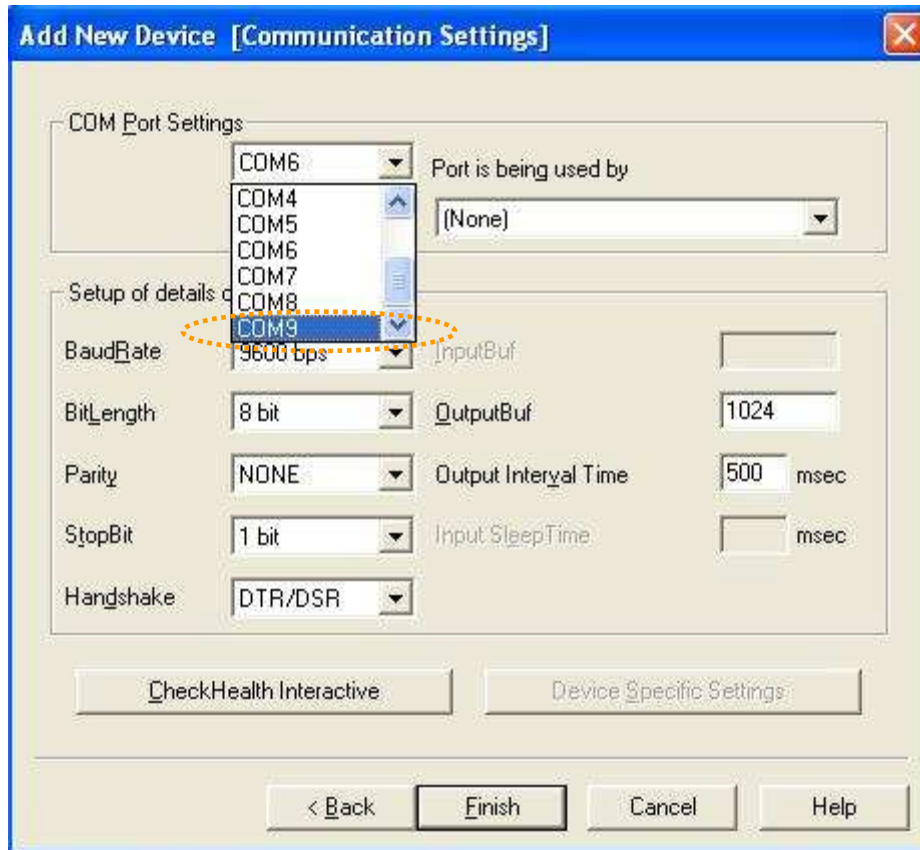 Add New Device [Communication Settings]
COM Port Settings
COM6
Port is being used by
COM4
COM5
COM6
COM7
COM8
COM9
(None)
Setup of details
BaudRate
9600 bps
InputBuf
BitLength
8 bit
OutputBuf
1024
Parity
NONE
Output Interval Time
500
msec
StopBit
1 bit
Input SleepTime
msec
Handshake
DTR/DSR
CheckHealth Interactive
Device Specific Settings
< Back
Finish
Cancel
Help